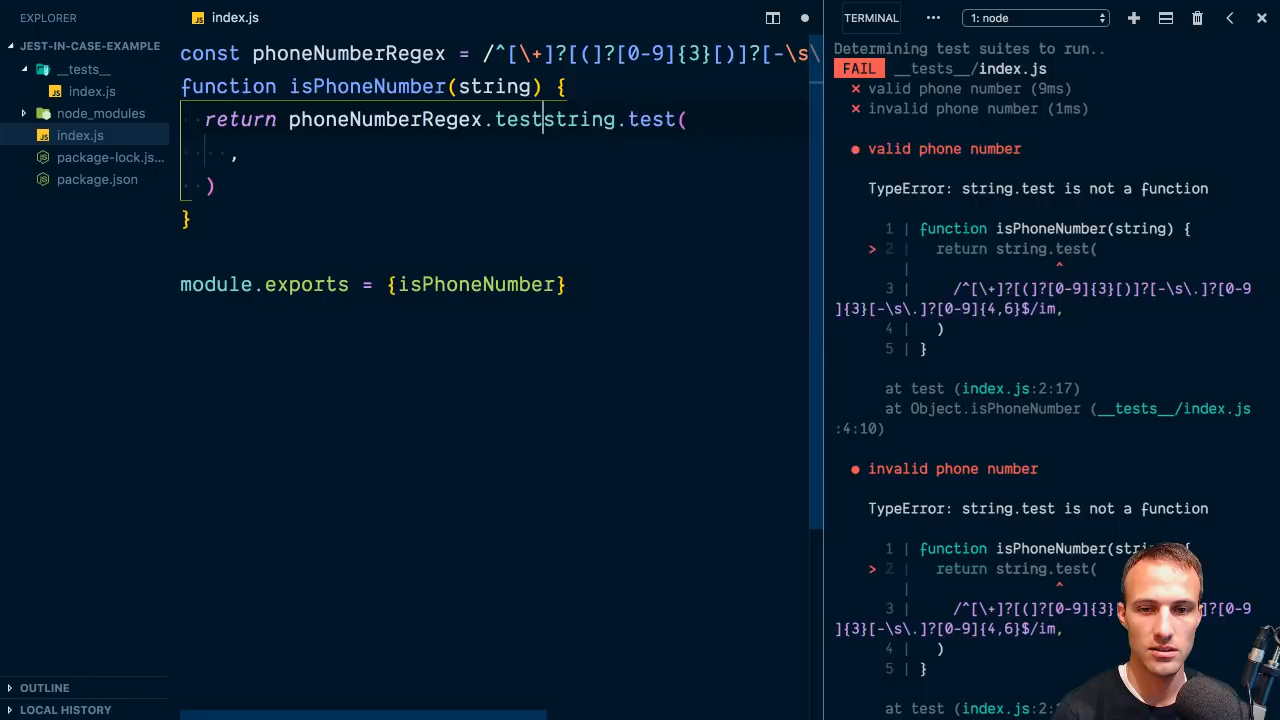 EXPLORER
JEST-IN-CASE-EXAMPLE
__tests__
index.js
node_modules
index.js
package-lock.js...
package.json
OUTLINE
LOCAL HISTORY
index.js
const phoneNumberRegex = /^[\+]?[(]?[0-9]{3}[)]?[-\s\
function isPhoneNumber(string) {
return phoneNumberRegex.teststring.test(
,
)
}
module.exports = {isPhoneNumber}
TERMINAL
1: node
Determining test suites to run..
FAIL __tests__/index.js
× valid phone number (9ms)
× invalid phone number (1ms)
● valid phone number
TypeError: string.test is not a function
1 | function isPhoneNumber(string) {
> 2 | return string.test(
| ^
3 | /^[\+]?[(]?[0-9]{3}[)]?[-\s\.]?[0-9
]{3}[-\s\.]?[0-9]{4,6}$/im,
4 | )
5 | }
at test (index.js:2:17)
at Object.isPhoneNumber (__tests__/index.js
:4:10)
● invalid phone number
TypeError: string.test is not a function
1 | function isPhoneNumber(stri {
> 2 | return string.test(
| ^
3 | /^[\+]?[(]?[0-9]{3} ]?[0-9
]{3}[-\s\.]?[0-9]{4,6}$/im,
4 | )
5 | }
at test (index.js:2: